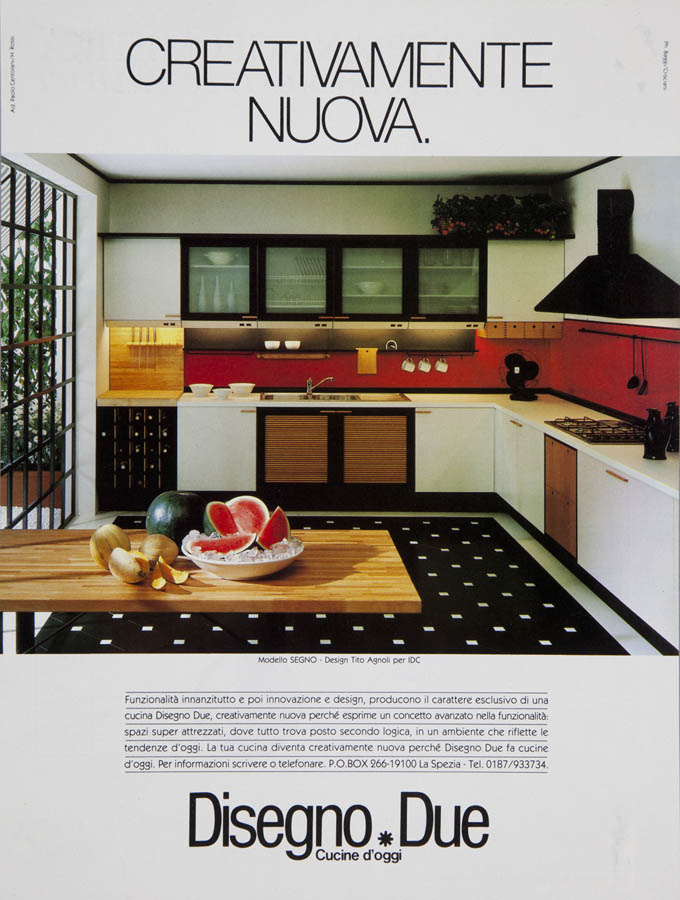 Ad. Paolo Centoiani/M. Rossi
CREATIVAMENTE
NUOVA.
Modello SEGNO - Design Tito Agnoli per IDC
Funzionalità innanzitutto e poi innovazione e design, producono il carattere esclusivo di una
cucina Disegno Due, creativamente nuova perché esprime un concetto avanzato nella funzionalità:
spazi super attrezzati, dove tutto trova posto secondo logica, in un ambiente che riflette le
tendenze d'oggi. La tua cucina diventa creativamente nuova perché Disegno Due fa cucine
d'oggi. Per informazioni scrivere o telefonare. P.O.BOX 266-19100 La Spezia - Tel. 0187/933734.
Disegno * Due
Cucine d'oggi